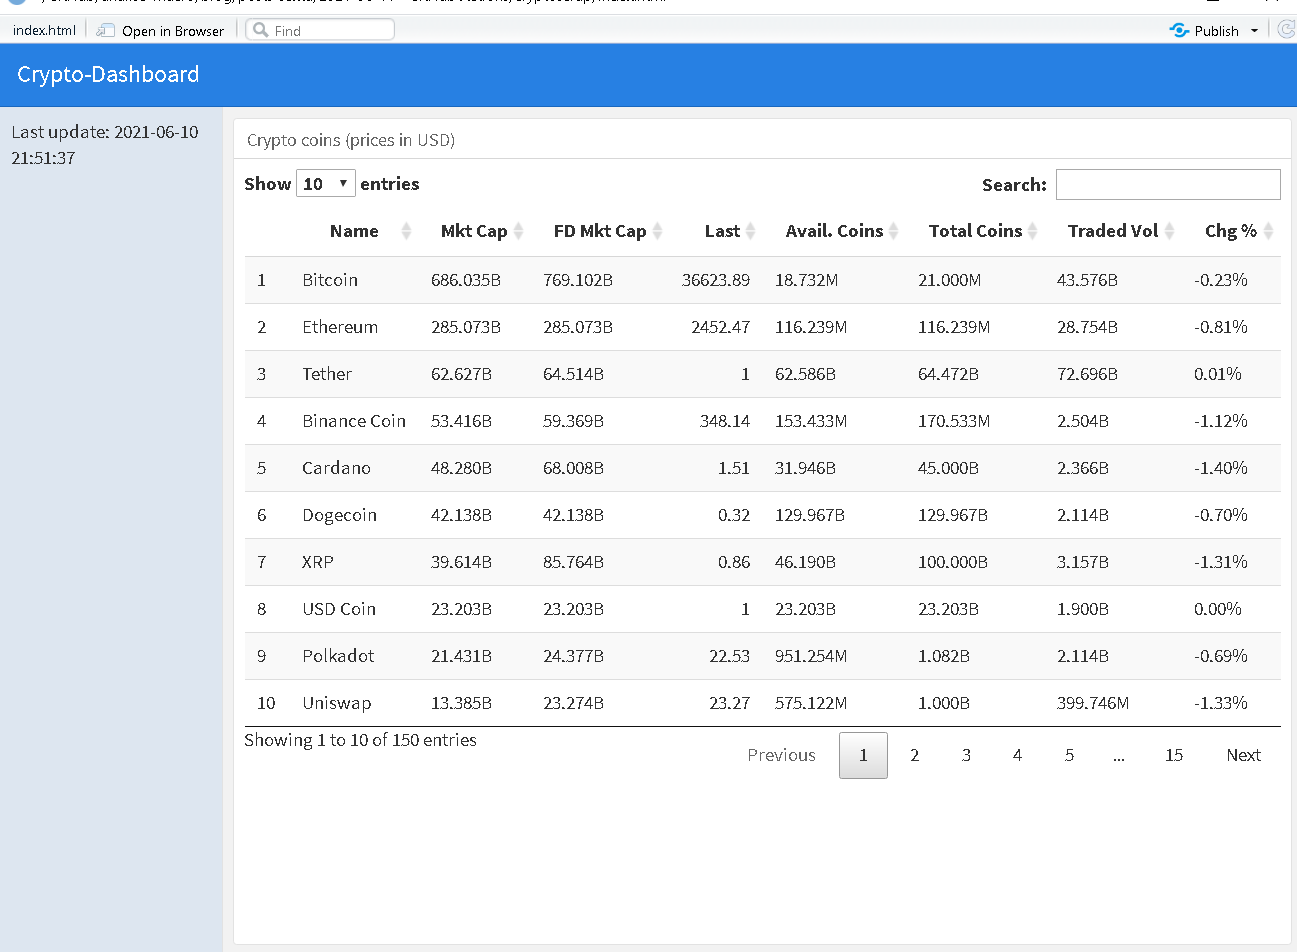 index.html Open in Browser Find Publish
Crypto-Dashboard
Last update: 2021-06-10
21:51:37
Crypto coins (prices in USD)
Show 10 entries Search:
Name Mkt Cap FD Mkt Cap Last Avail. Coins Total Coins Traded Vol Chg %
1 Bitcoin 686.035B 769.102B 36623.89 18.732M 21.000M 43.576B -0.23%
2 Ethereum 285.073B 285.073B 2452.47 116.239M 116.239M 28.754B -0.81%
3 Tether 62.627B 64.514B 1 62.586B 64.472B 72.696B 0.01%
4 Binance Coin 53.416B 59.369B 348.14 153.433M 170.533M 2.504B -1.12%
5 Cardano 48.280B 68.008B 1.51 31.946B 45.000B 2.366B -1.40%
6 Dogecoin 42.138B 42.138B 0.32 129.967B 129.967B 2.114B -0.70%
7 XRP 39.614B 85.764B 0.86 46.190B 100.000B 3.157B -1.31%
8 USD Coin 23.203B 23.203B 1 23.203B 23.203B 1.900B 0.00%
9 Polkadot 21.431B 24.377B 22.53 951.254M 1.082B 2.114B -0.69%
10 Uniswap 13.385B 23.274B 23.27 575.122M 1.000B 399.746M -1.33%
Showing 1 to 10 of 150 entries
Previous 1 2 3 4 5 ... 15 Next